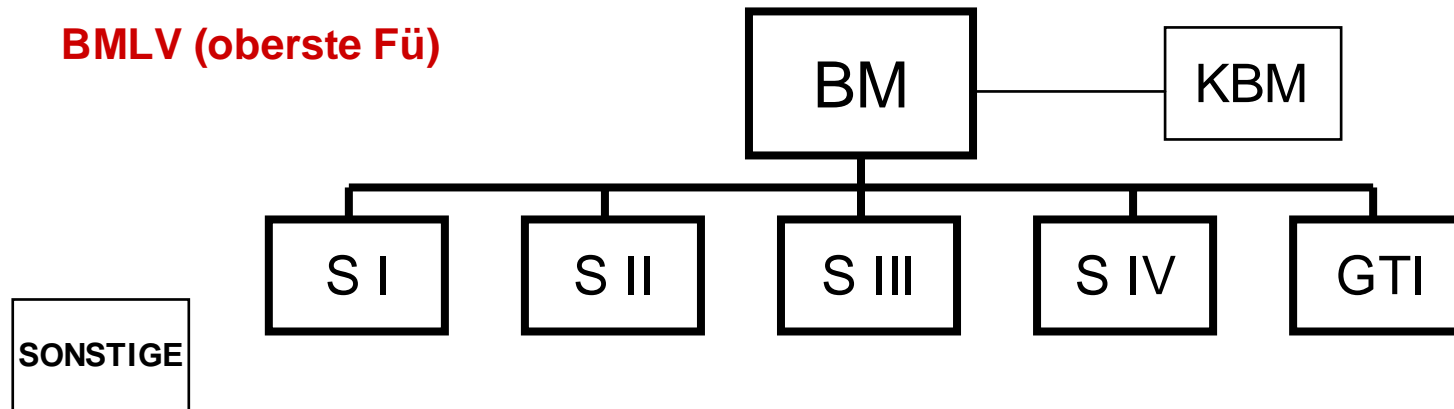 BMLV (oberste Fü)
BM
KBM
S I
S II
S III
S IV
GTI
SONSTIGE